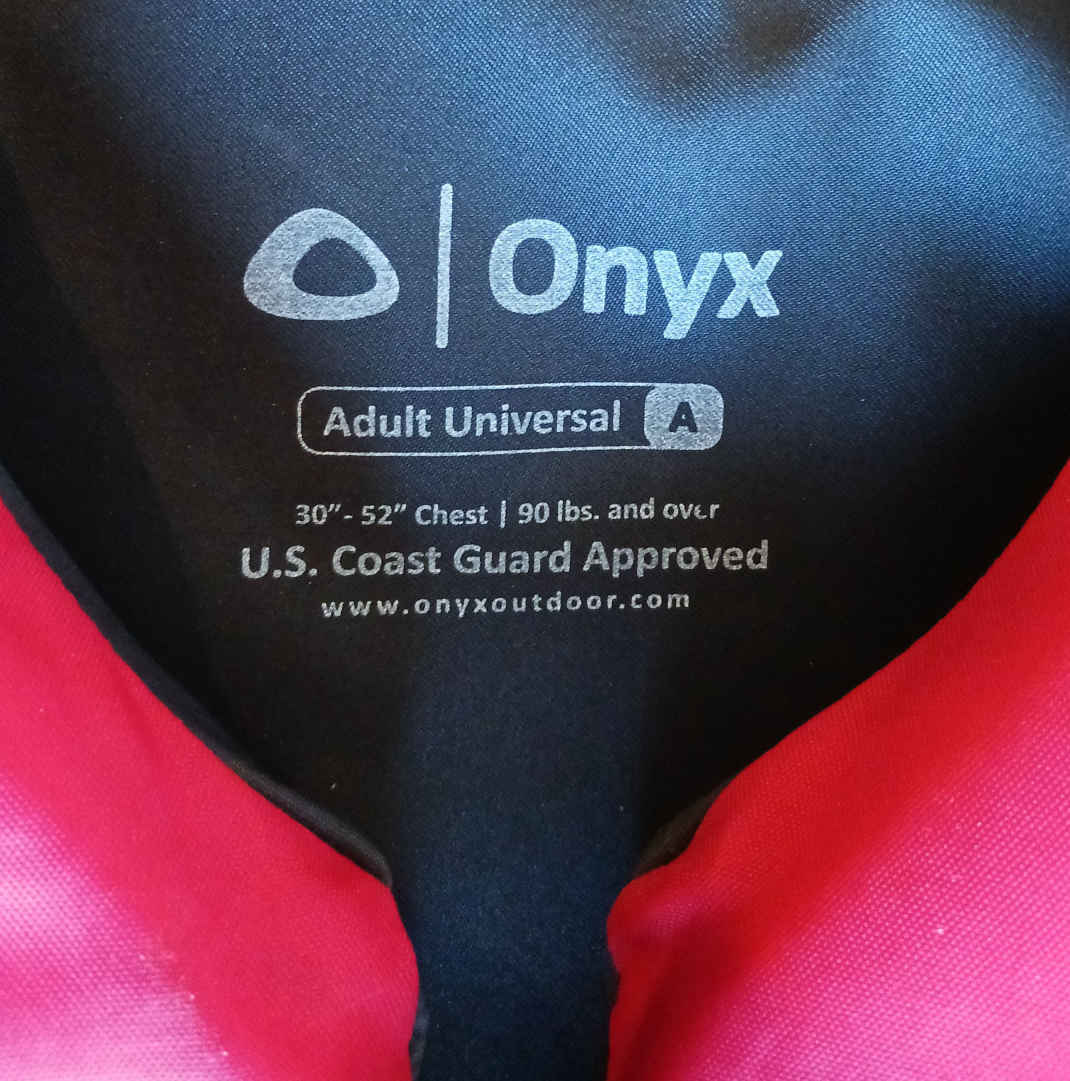 Onyx
Adult Universal A
30"- 52" Chest | 90 lbs. and over
U.S. Coast Guard Approved
www.onyxoutdoor.com